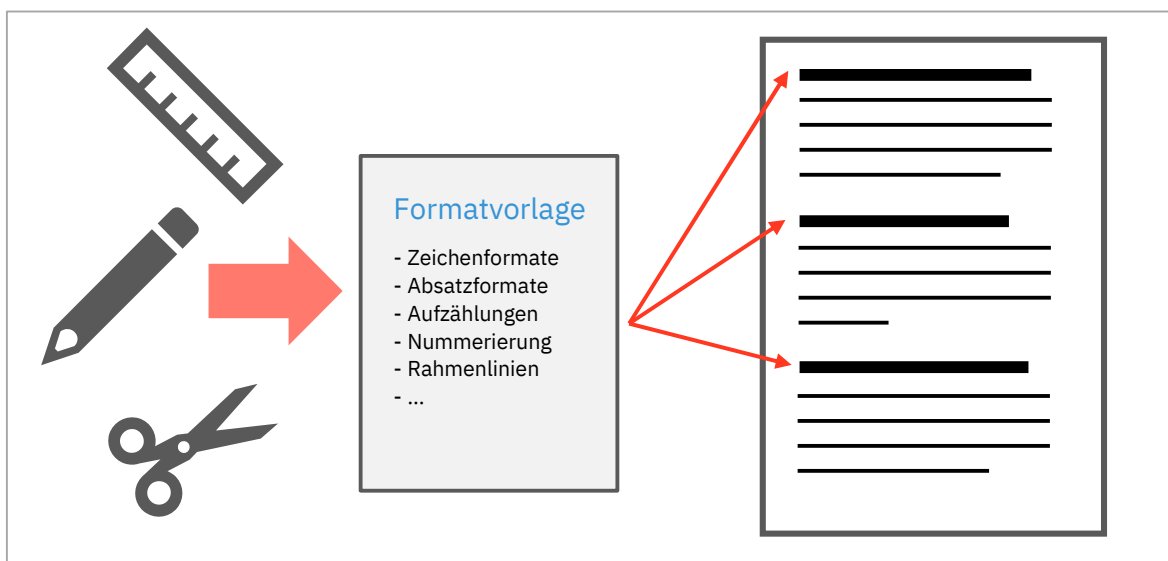 Formatvorlage
- Zeichenformate
- Absatzformate
- Aufzählungen
- Nummerierung
- Rahmenlinien
- ...